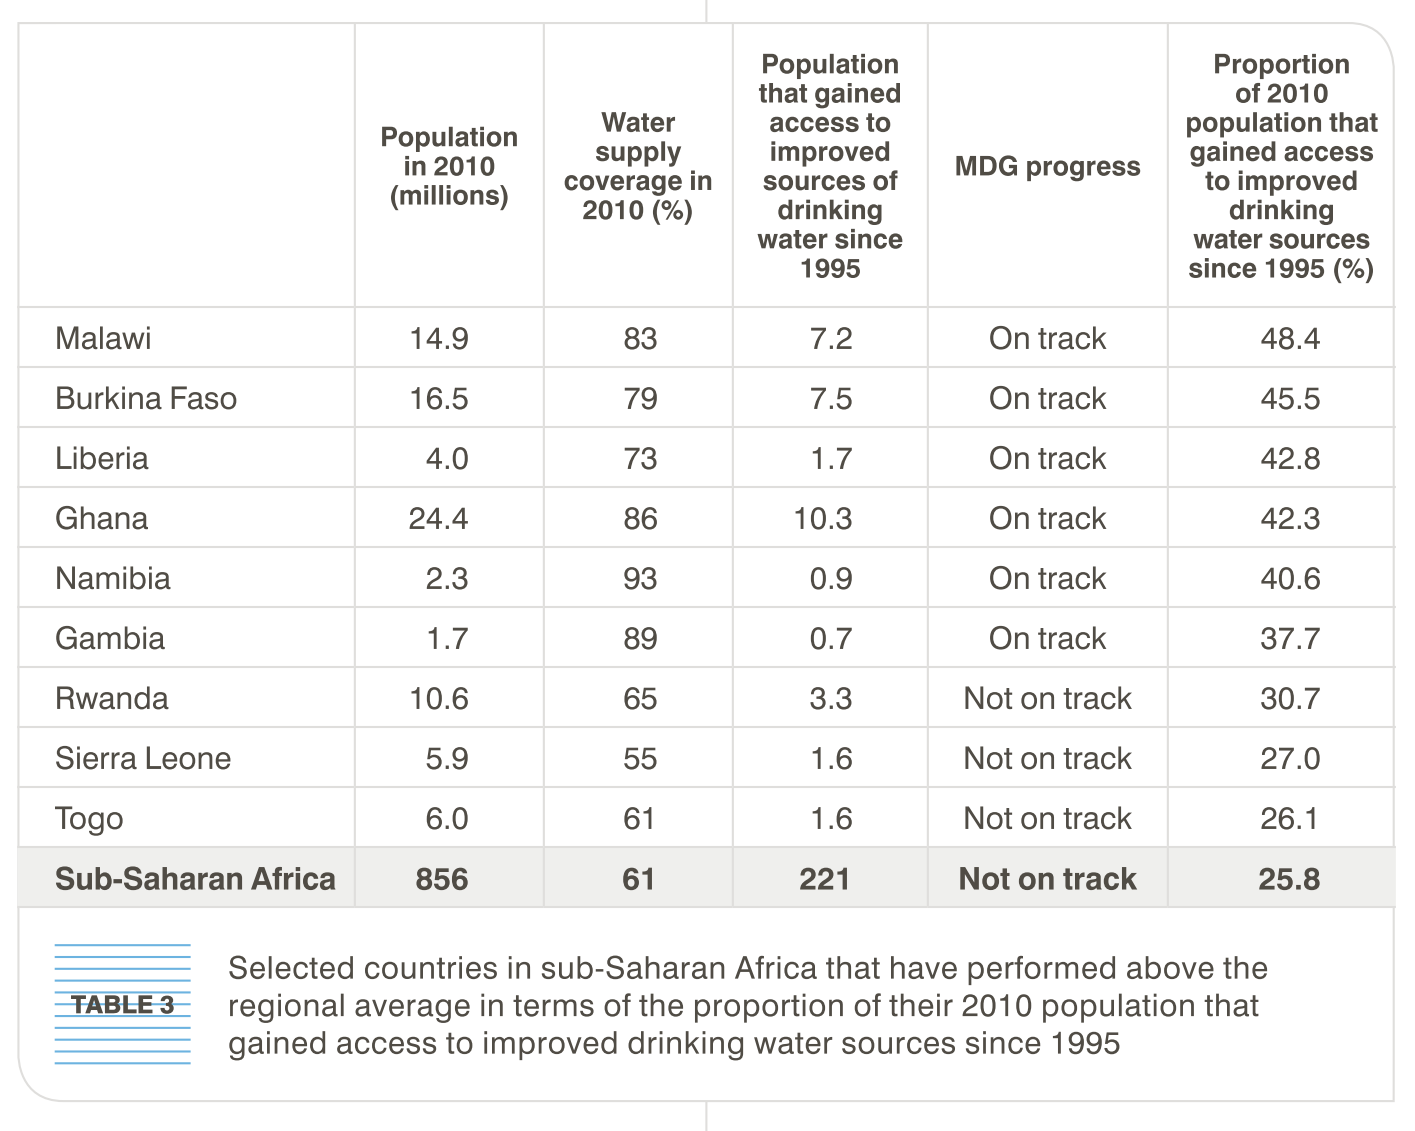 Population
in 2010
(millions)
Water
supply
coverage in
2010 (%)
Population
that gained
access to
improved
sources of
drinking
water since
1995
MDG progress
Proportion
of 2010
population that
gained access
to improved
drinking
water sources
since 1995 (%)
Malawi 14.9 83 7.2 On track 48.4
Burkina Faso 16.5 79 7.5 On track 45.5
Liberia 4.0 73 1.7 On track 42.8
Ghana 24.4 86 10.3 On track 42.3
Namibia 2.3 93 0.9 On track 40.6
Gambia 1.7 89 0.7 On track 37.7
Rwanda 10.6 65 3.3 Not on track 30.7
Sierra Leone 5.9 55 1.6 Not on track 27.0
Togo 6.0 61 1.6 Not on track 26.1
Sub-Saharan Africa 856 61 221 Not on track 25.8
TABLE 3
Selected countries in sub-Saharan Africa that have performed above the
regional average in terms of the proportion of their 2010 population that
gained access to improved drinking water sources since 1995